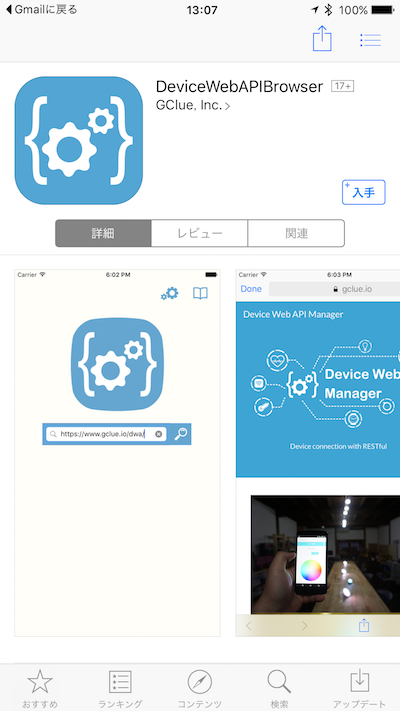 Gmailに戻る 13:07 100%
DeviceWebAPIBrowser 17+
GClue, Inc. >
+入手
詳細 レビュー 関連
Carrier 6:02 PM
https://www.gclue.io/dwa/
Carrier 6:03 PM
Done gclue.io
Device Web API Manager
Device Web
Manager
Device connection with RESTful
おすすめ ランキング コンテンツ 検索 アップデート